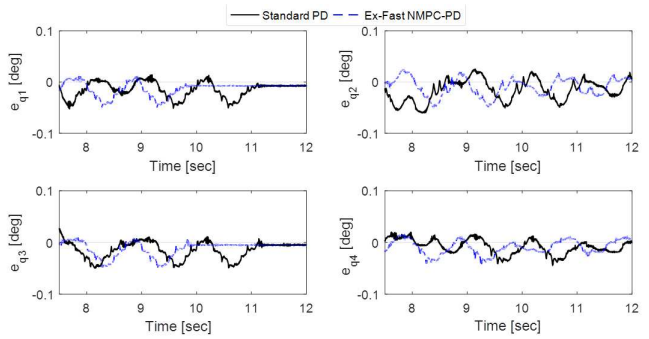 Standard PD Ex-Fast NMPC-PD
0.1 0.1
e_q1 [deg] 0 e_q2 [deg] 0
-0.1 -0.1
8 9 10 11 12 8 9 10 11 12
Time [sec] Time [sec]
0.1 0.1
e_q3 [deg] 0 e_q4 [deg] 0
-0.1 -0.1
8 9 10 11 12 8 9 10 11 12
Time [sec] Time [sec]